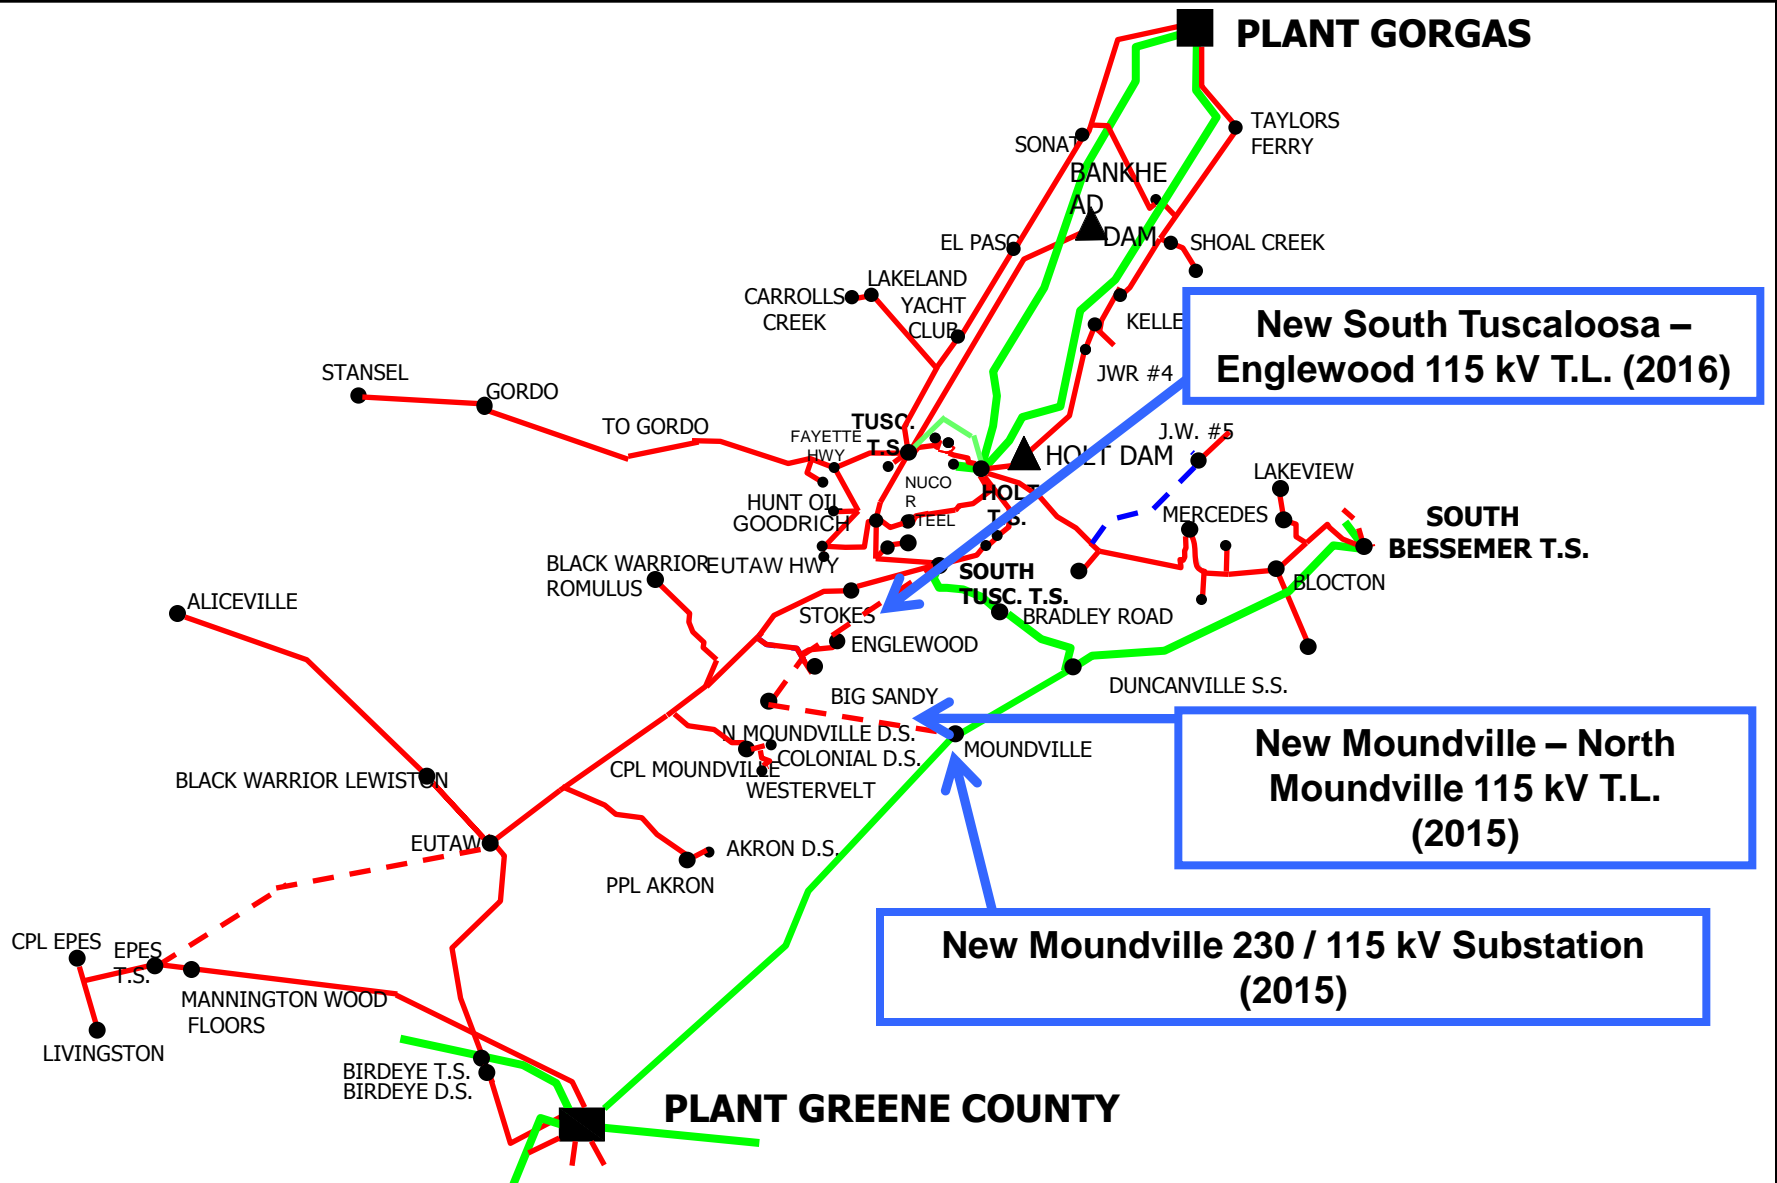 PLANT GORGAS
TAYLORS
FERRY
SONAT
BANKHE
AD
DAM
EL PASO
SHOAL CREEK
LAKELAND
CARROLLS
CREEK
YACHT
CLUB
KELLE
New South Tuscaloosa –
Englewood 115 kV T.L. (2016)
JWR #4
STANSEL
GORDO
TO GORDO
TUSC.
T.S.
FAYETTE
HWY
J.W. #5
HOLT DAM
LAKEVIEW
NUCO
R
STEEL
HOLT
T.S.
HUNT OIL
GOODRICH
MERCEDES
SOUTH
BESSEMER T.S.
BLACK WARRIOR
ROMULUS
EUTAW HWY
SOUTH
TUSC. T.S.
BLOCTON
ALICEVILLE
STOKES
BRADLEY ROAD
ENGLEWOOD
DUNCANVILLE S.S.
BIG SANDY
N MOUNDVILLE D.S.
MOUNDVILLE
COLONIAL D.S.
CPL MOUNDVILLE
WESTERVELT
New Moundville – North
Moundville 115 kV T.L.
(2015)
BLACK WARRIOR LEWISTON
EUTAW
AKRON D.S.
PPL AKRON
New Moundville 230 / 115 kV Substation
(2015)
CPL EPES
EPES
T.S.
MANNINGTON WOOD
FLOORS
LIVINGSTON
BIRDEYE T.S.
BIRDEYE D.S.
PLANT GREENE COUNTY